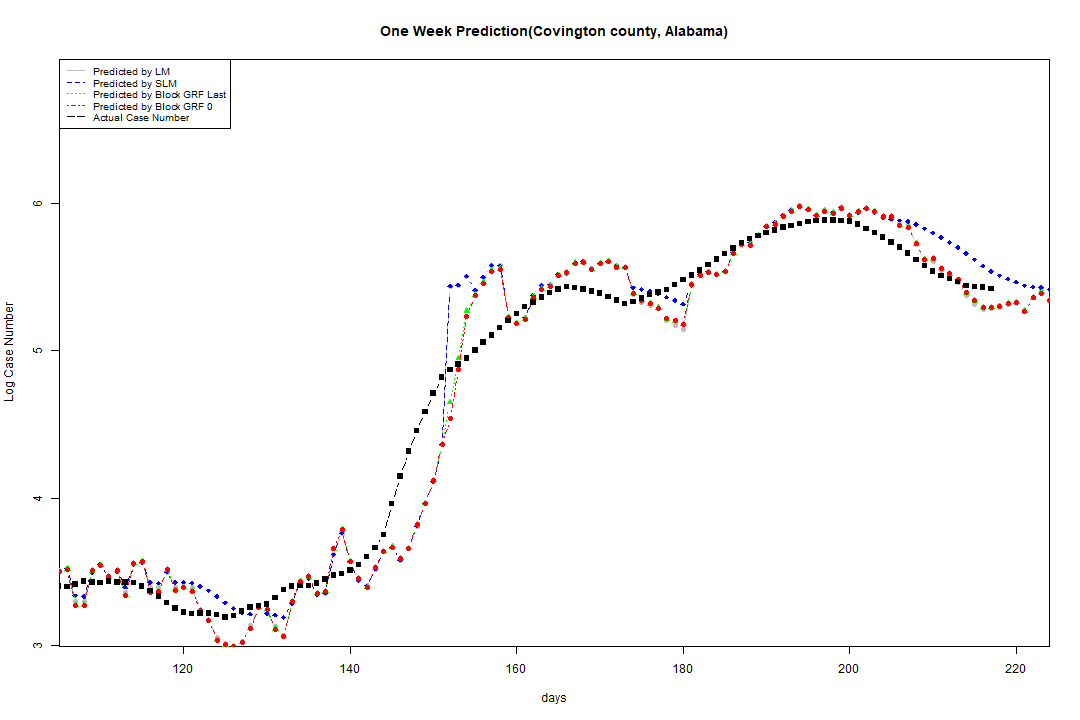 One Week Prediction(Covington county, Alabama)
Predicted by LM
Predicted by SLM
Predicted by Block GRF Last
Predicted by Block GRF 0
Actual Case Number
Log Case Number
6
5
4
3
120 140 160 180 200 220
days